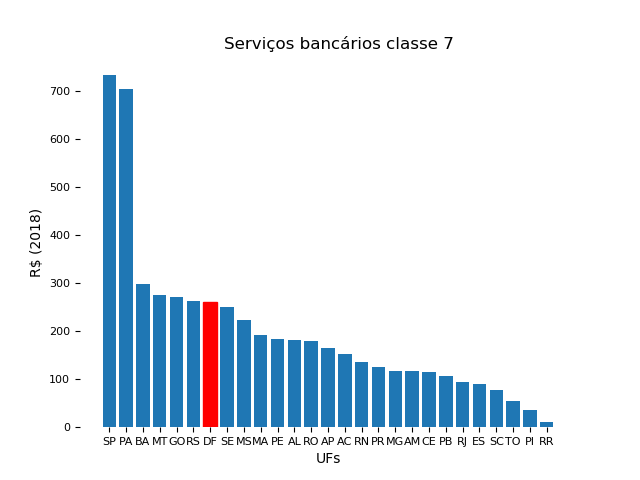 Serviços bancários classe 7
R$ (2018)
700
600
500
400
300
200
100
0
SP PA BA MT GO RS DF SE MS MA PE AL RO AP AC RN PR MG AM CE PB RJ ES SC TO PI RR
UFs